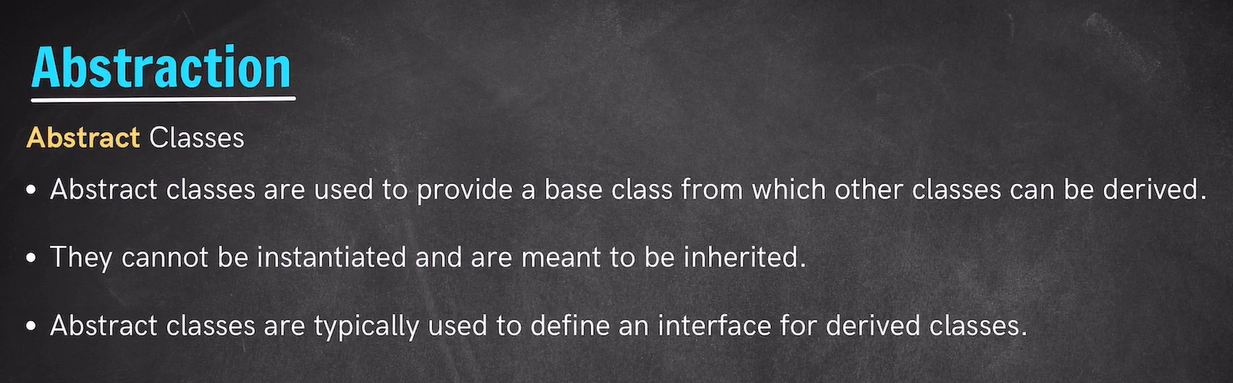 Abstraction
Abstract Classes
• Abstract classes are used to provide a base class from which other classes can be derived.
• They cannot be instantiated and are meant to be inherited.
• Abstract classes are typically used to define an interface for derived classes.